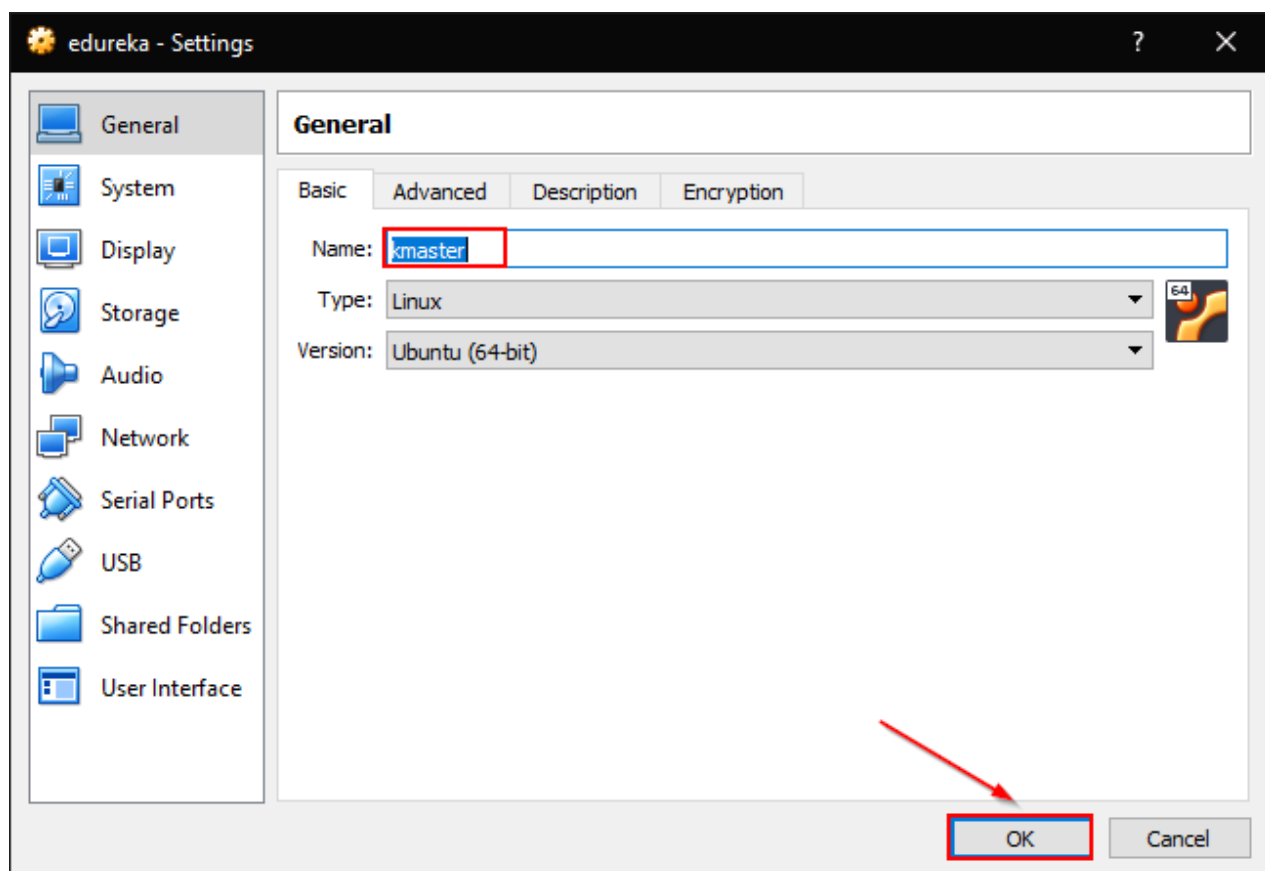 edureka - Settings
?
General
System
Display
Storage
Audio
Network
Serial Ports
USB
Shared Folders
User Interface
General
Basic Advanced Description Encryption
Name: kmaster
Type: Linux
64
Version: Ubuntu (64-bit)
OK Cancel